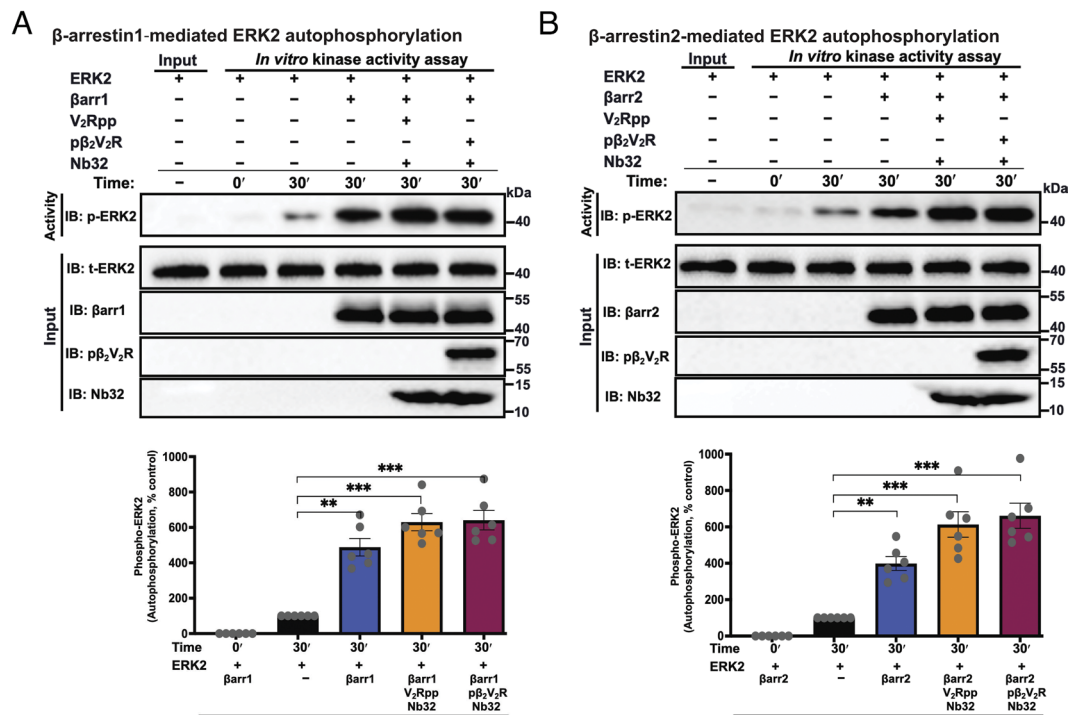 A
β-arrestin1-mediated ERK2 autophosphorylation
Input In vitro kinase activity assay
ERK2 + + + + + +
βarr1 – – – + + +
V₂Rpp – – – – + –
pβ₂V₂R – – – – – +
Nb32 – – – – + +
Time: – 0′ 30′ 30′ 30′ 30′
kDa
Activity
IB: p-ERK2 40
Input
IB: t-ERK2 40
IB: βarr1 55
40
IB: pβ₂V₂R 70
55
IB: Nb32 15
10
Phospho-ERK2
(Autophosphorylation, % control)
1000
800
600
400
200
0
** *** ***
Time 0′ 30′ 30′ 30′ 30′
ERK2 + + + + +
βarr1 – βarr1 βarr1 βarr1
V₂Rpp pβ₂V₂R
Nb32 Nb32
B
β-arrestin2-mediated ERK2 autophosphorylation
Input In vitro kinase activity assay
ERK2 + + + + + +
βarr2 – – – + + +
V₂Rpp – – – – + –
pβ₂V₂R – – – – – +
Nb32 – – – – + +
Time: – 0′ 30′ 30′ 30′ 30′
kDa
Activity
IB: p-ERK2 40
Input
IB: t-ERK2 40
IB: βarr2 55
40
IB: pβ₂V₂R 70
55
IB: Nb32 15
10
Phospho-ERK2
(Autophosphorylation, % control)
1000
800
600
400
200
0
** *** ***
Time 0′ 30′ 30′ 30′ 30′
ERK2 + + + + +
βarr2 – βarr2 βarr2 βarr2
V₂Rpp pβ₂V₂R
Nb32 Nb32